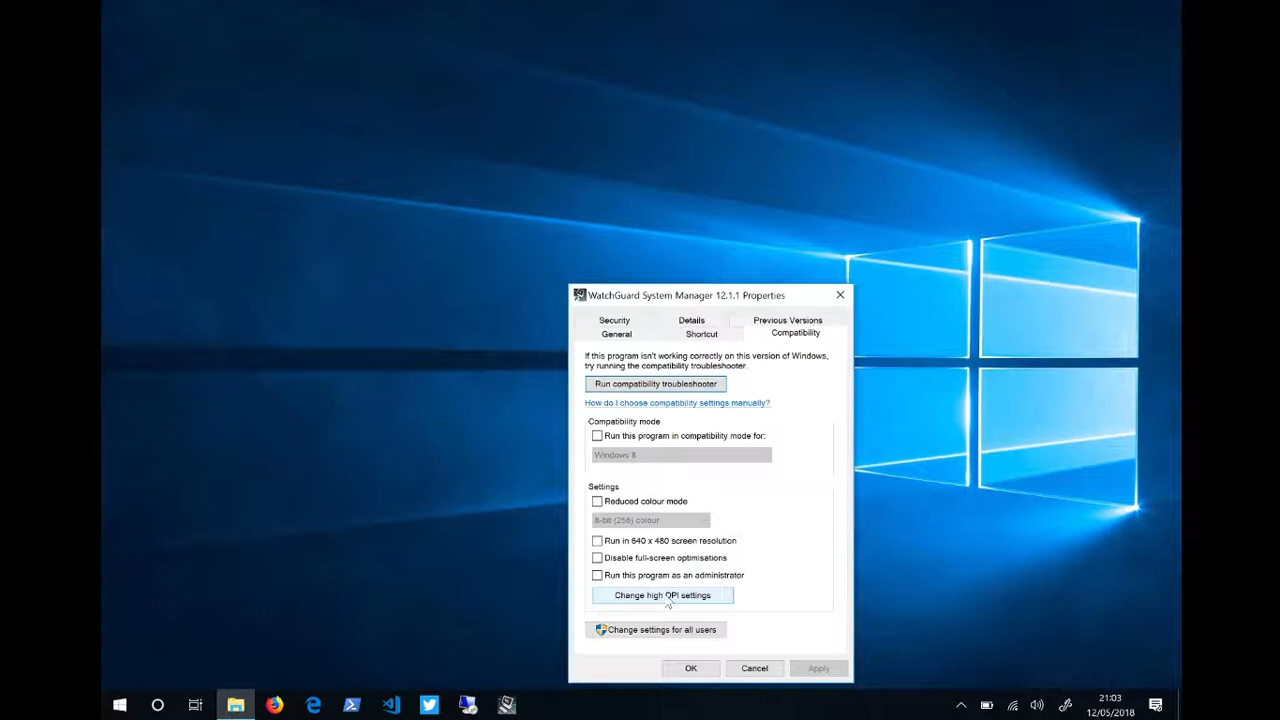 WatchGuard System Manager 12.1.1 Properties
Security Details Previous Versions
General Shortcut Compatibility
If this program isn't working correctly on this version of Windows,
try running the compatibility troubleshooter.
Run compatibility troubleshooter
How do I choose compatibility settings manually?
Compatibility mode
Run this program in compatibility mode for:
Windows 8
Settings
Reduced colour mode
8-bit (256) colour
Run in 640 x 480 screen resolution
Disable full-screen optimisations
Run this program as an administrator
Change high DPI settings
Change settings for all users
OK Cancel Apply
21:03
12/05/2018